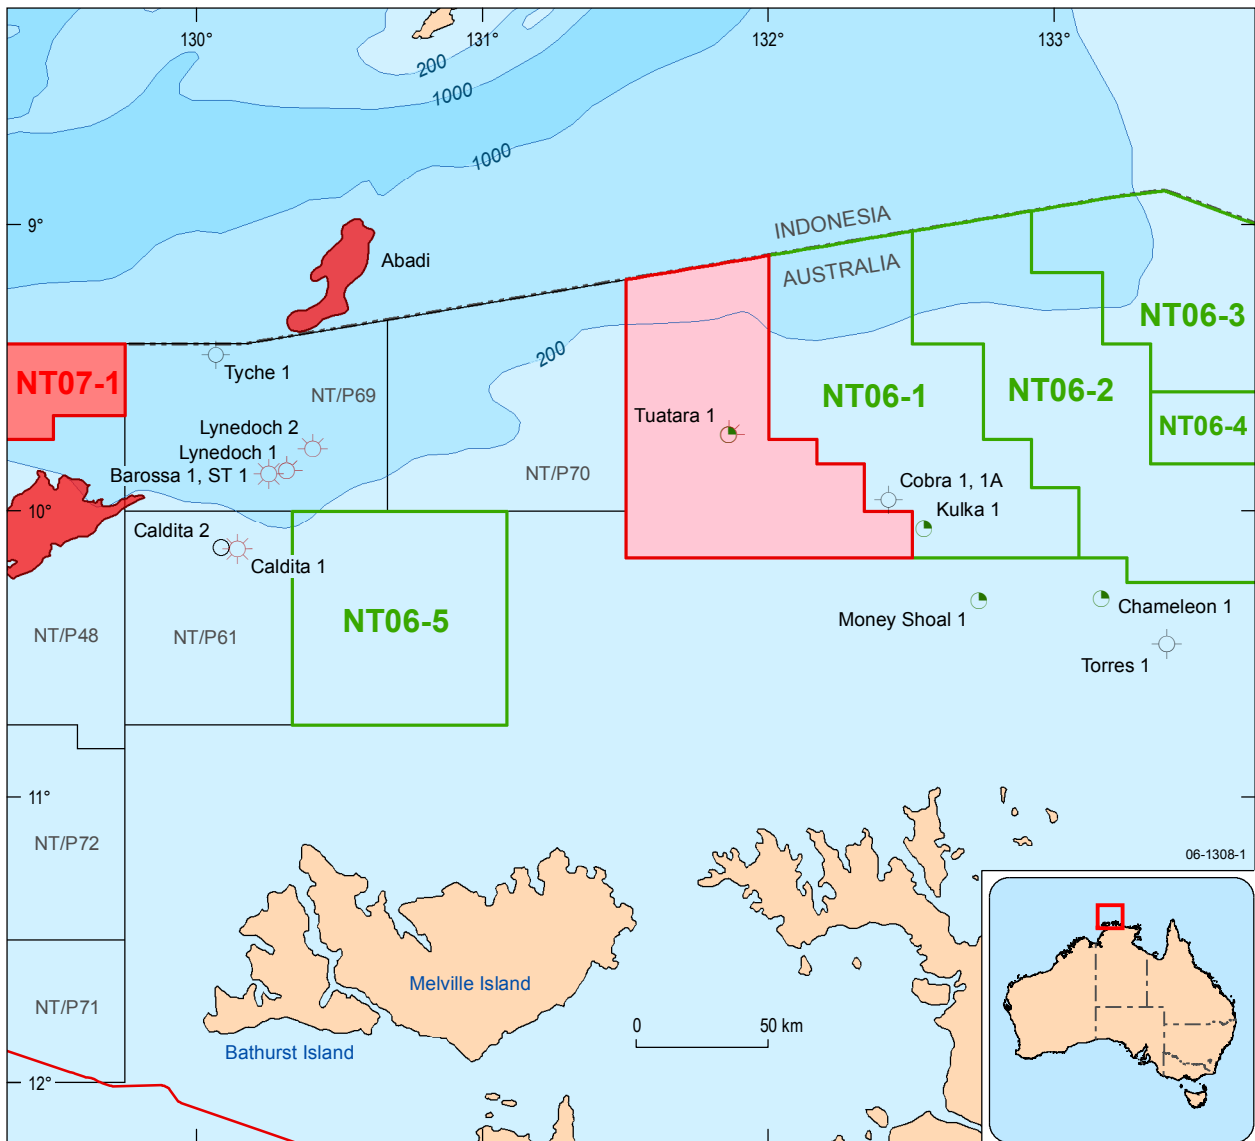 130°
131°
132°
133°
200
1000
1000
INDONESIA
9°
Abadi
AUSTRALIA
NT06-3
200
NT07-1
Tyche 1
NT/P69
NT06-1
NT06-2
Tuatara 1
NT06-4
Lynedoch 2
Lynedoch 1
Barossa 1, ST 1
NT/P70
Cobra 1, 1A
10°
Kulka 1
Caldita 2
Caldita 1
NT06-5
Money Shoal 1
Chameleon 1
NT/P48
NT/P61
Torres 1
11°
NT/P72
06-1308-1
Melville Island
NT/P71
0 50 km
Bathurst Island
12°